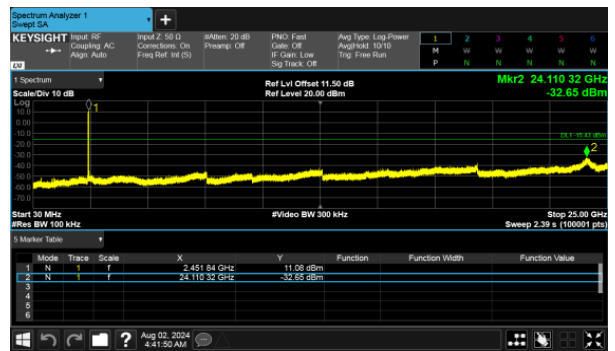 Spectrum Analyzer 1
Swept SA
KEYSIGHT Input: RF Input Z: 50 Ω #Atten: 20 dB PNO: Fast Avg Type: Log-Power 1 2 3 4 5 6
Coupling: AC Corrections: On Preamp: Off Gate: Off Avg|Hold: 10/10 M W W W W W
Align: Auto Freq Ref: Int (S) IF Gain: Low Trig: Free Run P N N N N N
Sig Track: Off
LXI
1 Spectrum Ref Lvl Offset 11.50 dB Mkr2 24.110 32 GHz
Scale/Div 10 dB Ref Level 20.00 dBm -32.65 dBm
Log
10.0 1
0.00
-10.0
DL1 -15.43 dBm
-20.0 2
-30.0
-40.0
-50.0
-60.0
-70.0
Start 30 MHz #Video BW 300 kHz Stop 25.00 GHz
#Res BW 100 kHz Sweep 2.39 s (100001 pts)
5 Marker Table
Mode Trace Scale X Y Function Function Width Function Value
1 N 1 f 2.451 84 GHz 11.08 dBm
2 N 1 f 24.110 32 GHz -32.65 dBm
3
4
5
6
? Aug 02, 2024
4:41:50 AM